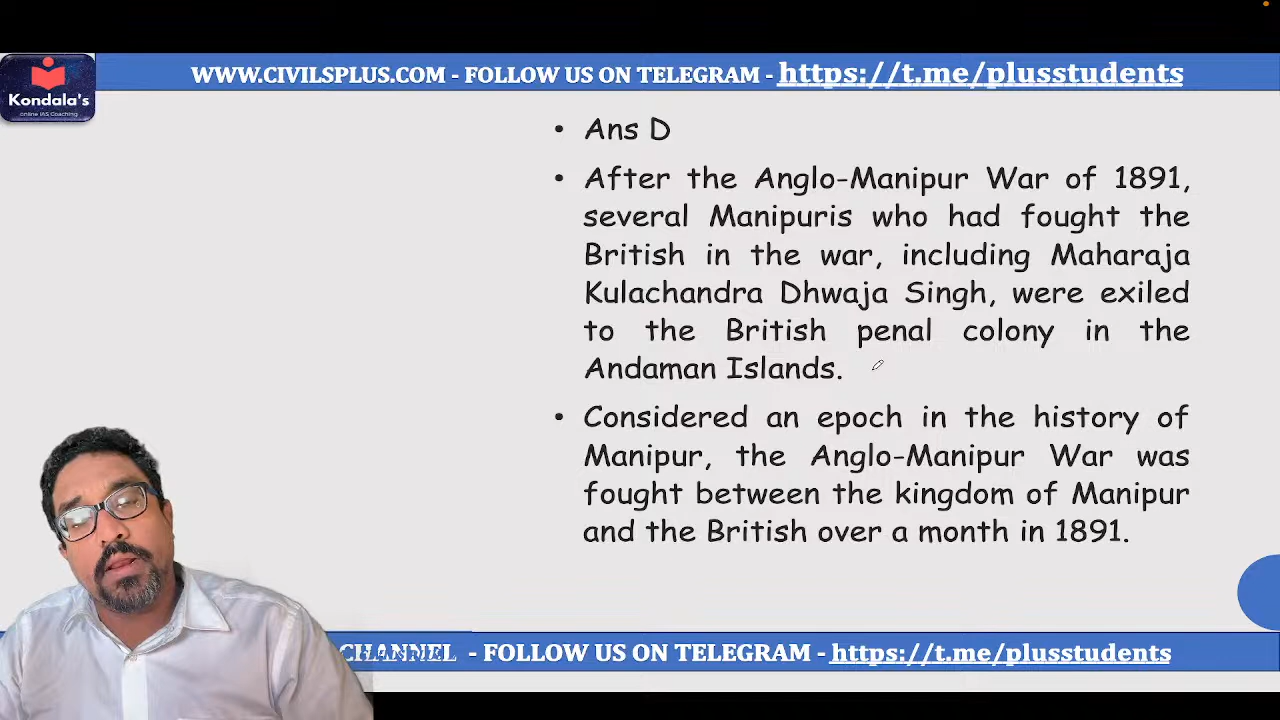 WWW.CIVILSPLUS.COM - FOLLOW US ON TELEGRAM - https://t.me/plusstudents
Kondala's
online IAS Coaching
• Ans D
• After the Anglo-Manipur War of 1891,
several Manipuris who had fought the
British in the war, including Maharaja
Kulachandra Dhwaja Singh, were exiled
to the British penal colony in the
Andaman Islands.
• Considered an epoch in the history of
Manipur, the Anglo-Manipur War was
fought between the kingdom of Manipur
and the British over a month in 1891.
CHANNEL - FOLLOW US ON TELEGRAM - https://t.me/plusstudents